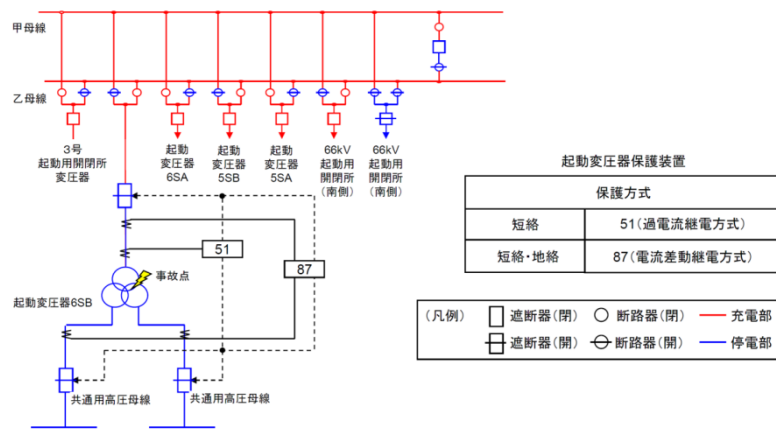 甲母線
乙母線
3号
起動用開閉所
変圧器
起動
変圧器
6SA
起動
変圧器
5SB
起動
変圧器
5SA
66kV
起動用
開閉所
(南側)
66kV
起動用
開閉所
(南側)
51
87
事故点
起動変圧器6SB
共通用高圧母線
共通用高圧母線
起動変圧器保護装置
保護方式
短絡 51(過電流継電方式)
短絡・地絡 87(電流差動継電方式)
(凡例) 遮断器(閉) 断路器(閉) 充電部
遮断器(開) 断路器(開) 停電部